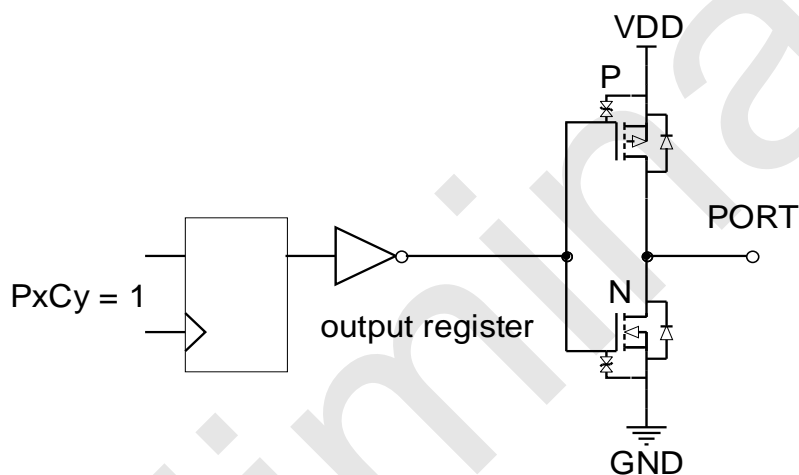 VDD
P
PORT
PxCy = 1
N
output register
GND